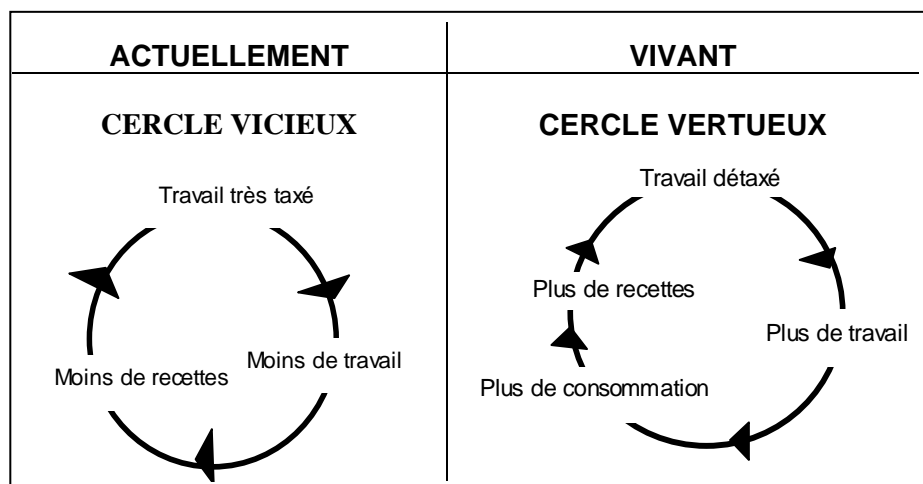 ACTUELLEMENT
CERCLE VICIEUX
Travail très taxé
Moins de travail
Moins de recettes
VIVANT
CERCLE VERTUEUX
Travail détaxé
Plus de travail
Plus de consommation
Plus de recettes